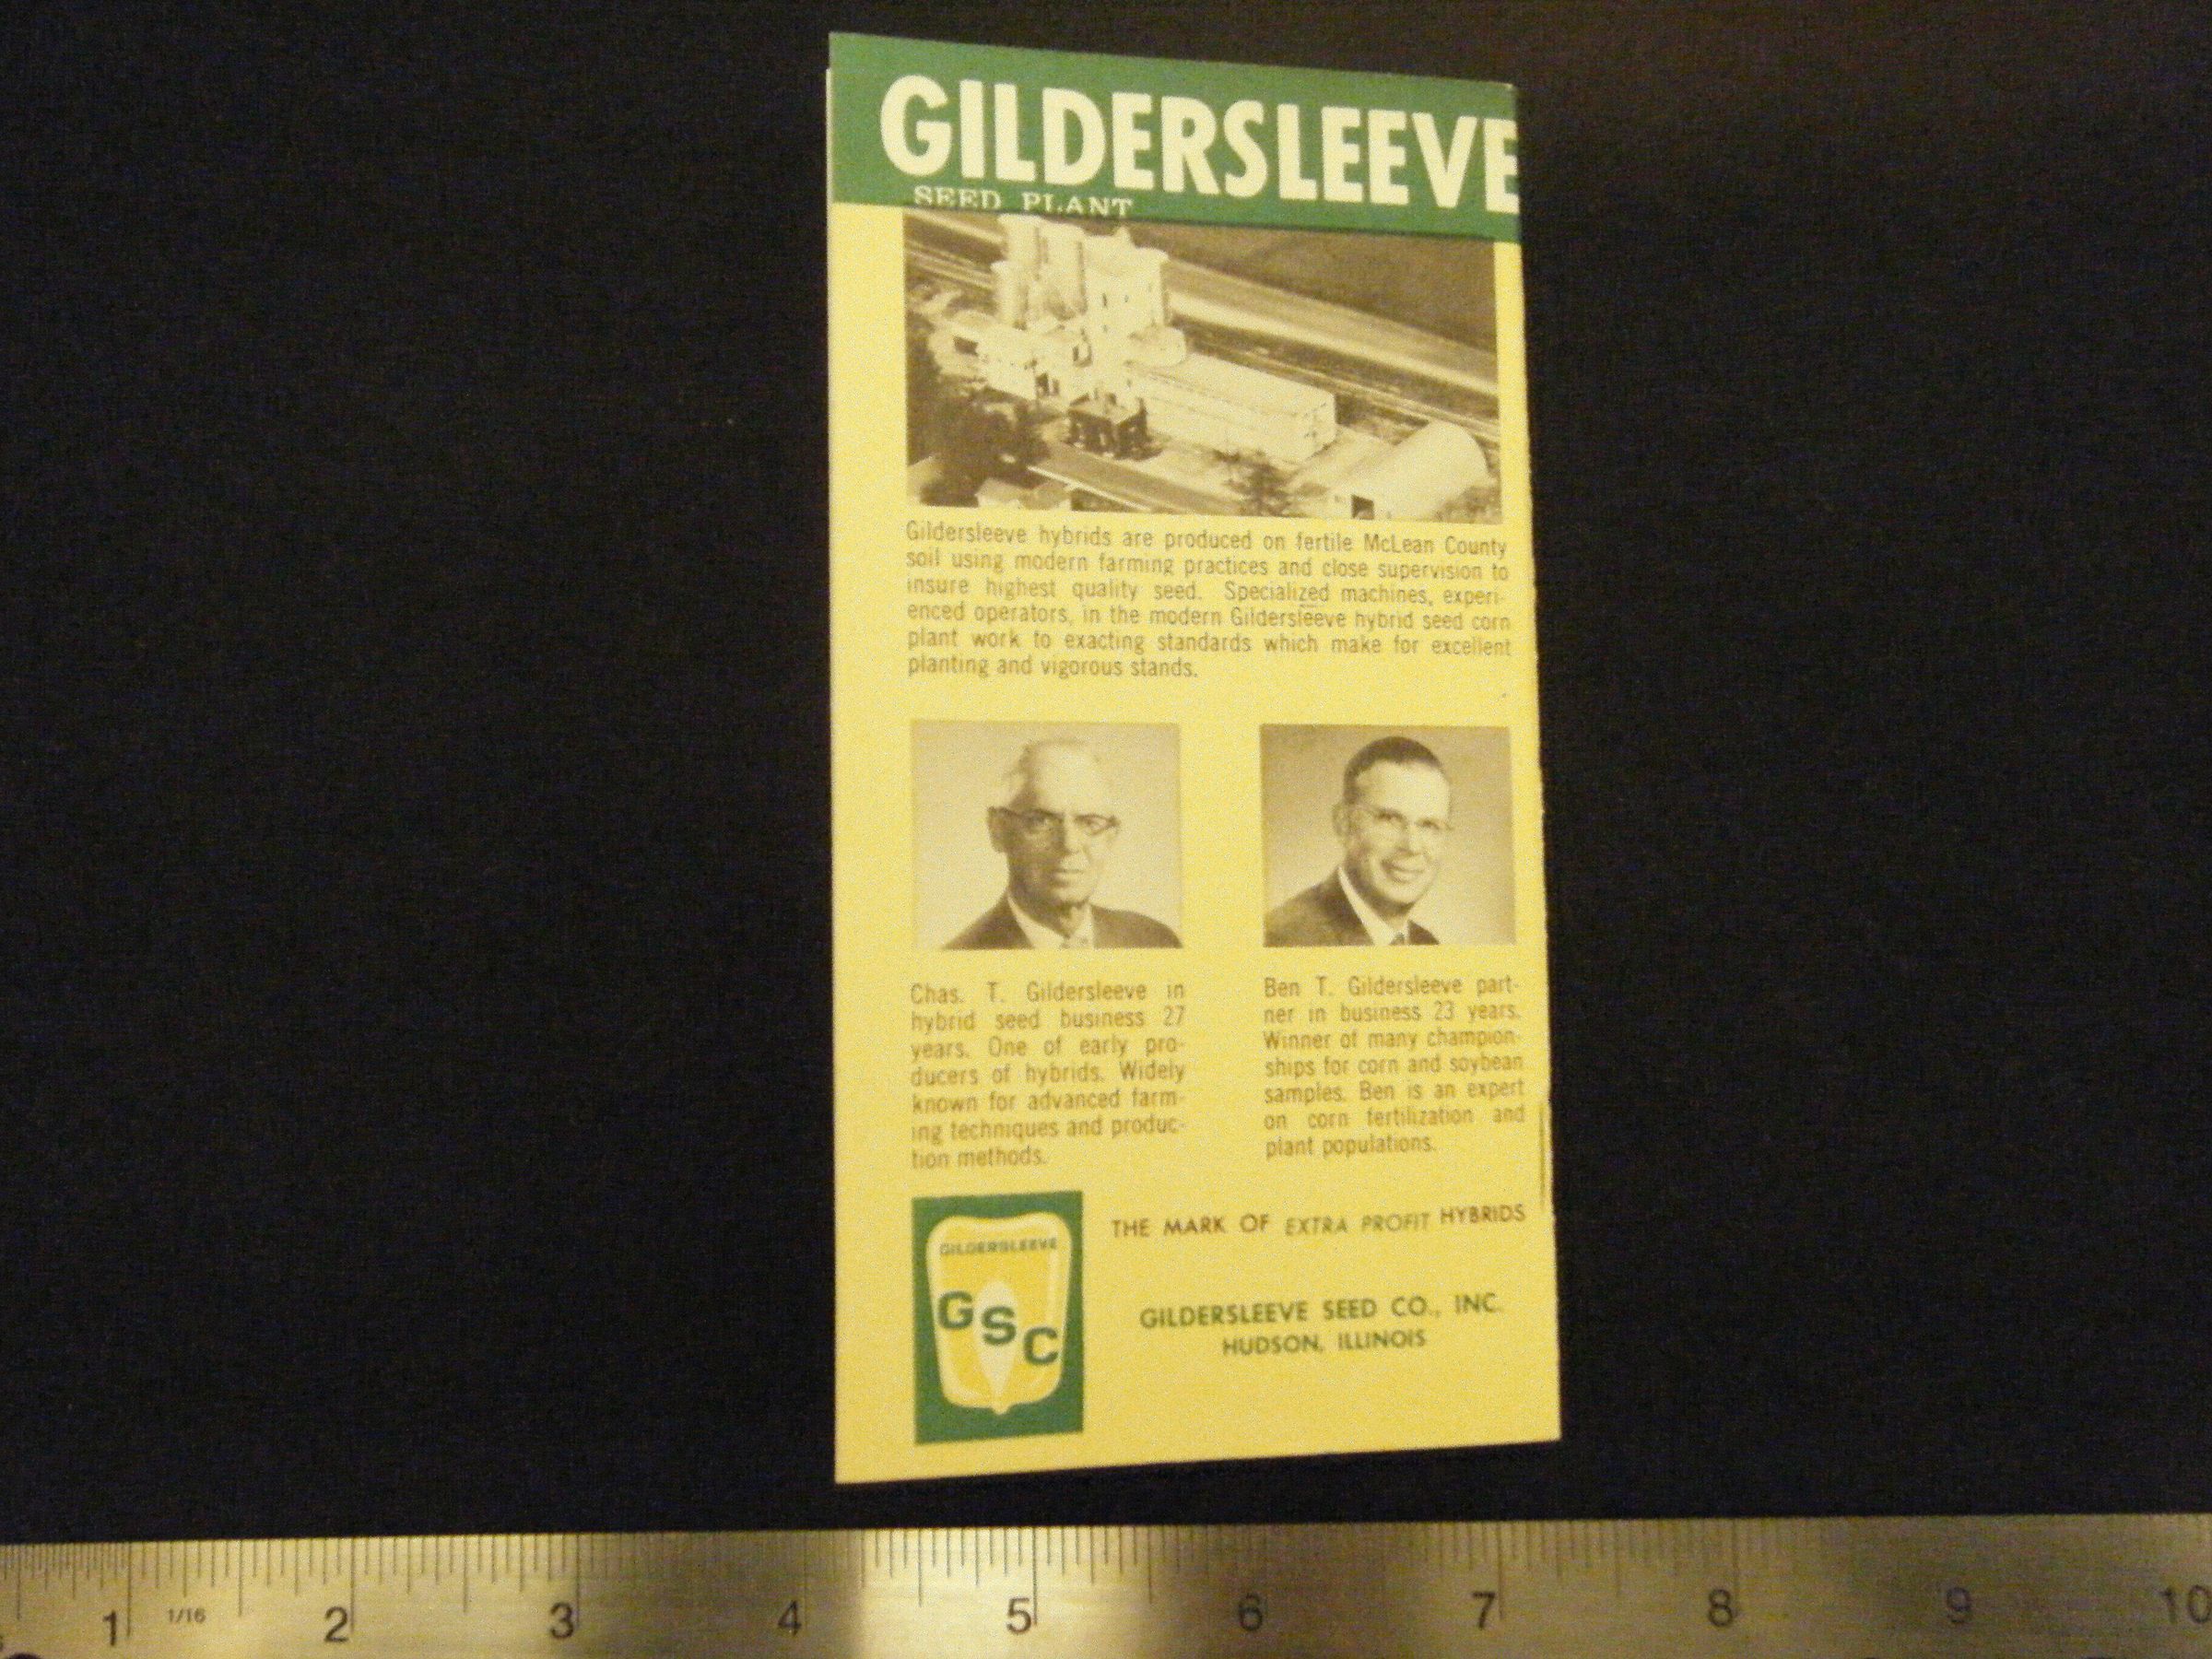 GILDERSLEEVE
SEED PLANT
Gildersleeve hybrids are produced on fertile McLean County
soil using modern farming practices and close supervision to
insure highest quality seed. Specialized machines, experi-
enced operators, in the modern Gildersleeve hybrid seed corn
plant work to exacting standards which make for excellent
planting and vigorous stands.
Chas. T. Gildersleeve in
hybrid seed business 27
years. One of early pro-
ducers of hybrids. Widely
known for advanced farm-
ing techniques and produc-
tion methods.
Ben T. Gildersleeve part-
ner in business 23 years.
Winner of many champion-
ships for corn and soybean
samples. Ben is an expert
on corn fertilization and
plant populations.
GILDERSLEEVE
GSC
THE MARK OF EXTRA PROFIT HYBRIDS
GILDERSLEEVE SEED CO., INC.
HUDSON, ILLINOIS
1 1/16 2 3 4 5 6 7 8 9 10